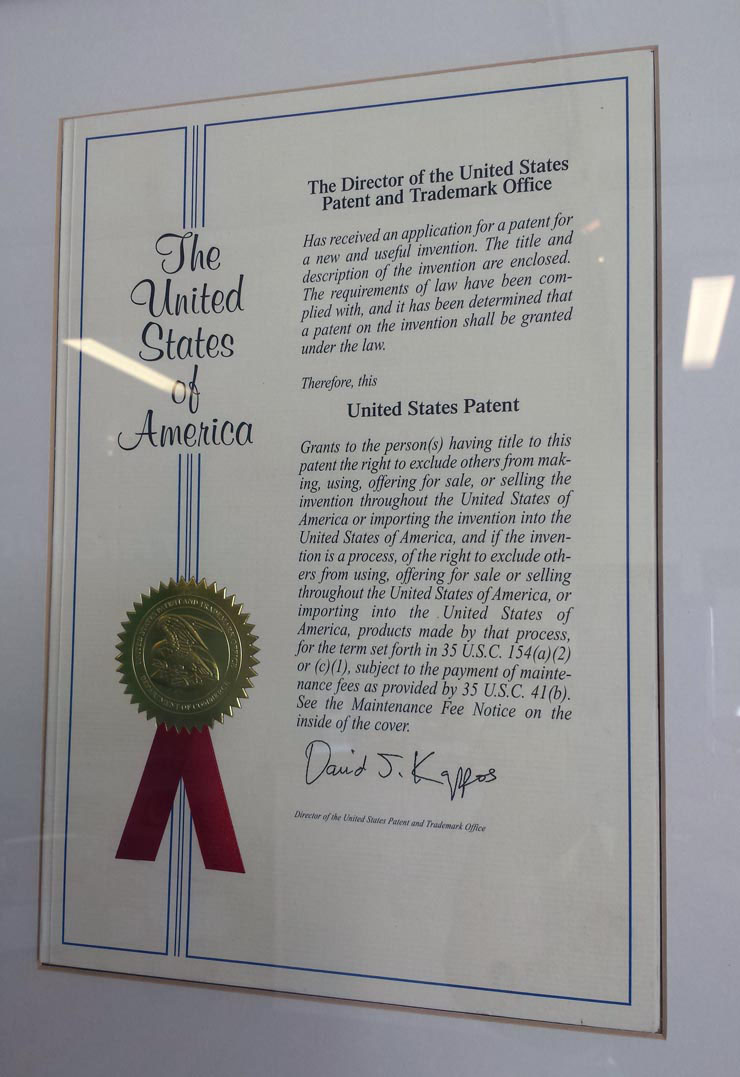 The
United
States
of
America
The Director of the United States
Patent and Trademark Office
Has received an application for a patent for
a new and useful invention. The title and
description of the invention are enclosed.
The requirements of law have been com-
plied with, and it has been determined that
a patent on the invention shall be granted
under the law.
Therefore, this
United States Patent
Grants to the person(s) having title to this
patent the right to exclude others from mak-
ing, using, offering for sale, or selling the
invention throughout the United States of
America or importing the invention into the
United States of America, and if the inven-
tion is a process, of the right to exclude oth-
ers from using, offering for sale or selling
throughout the United States of America, or
importing into the United States of
America, products made by that process,
for the term set forth in 35 U.S.C. 154(a)(2)
or (c)(1), subject to the payment of mainte-
nance fees as provided by 35 U.S.C. 41(b).
See the Maintenance Fee Notice on the
inside of the cover.
David J. Kappos
Director of the United States Patent and Trademark Office
PATENT AND TRADEMARK OFFICE
DEPARTMENT OF COMMERCE